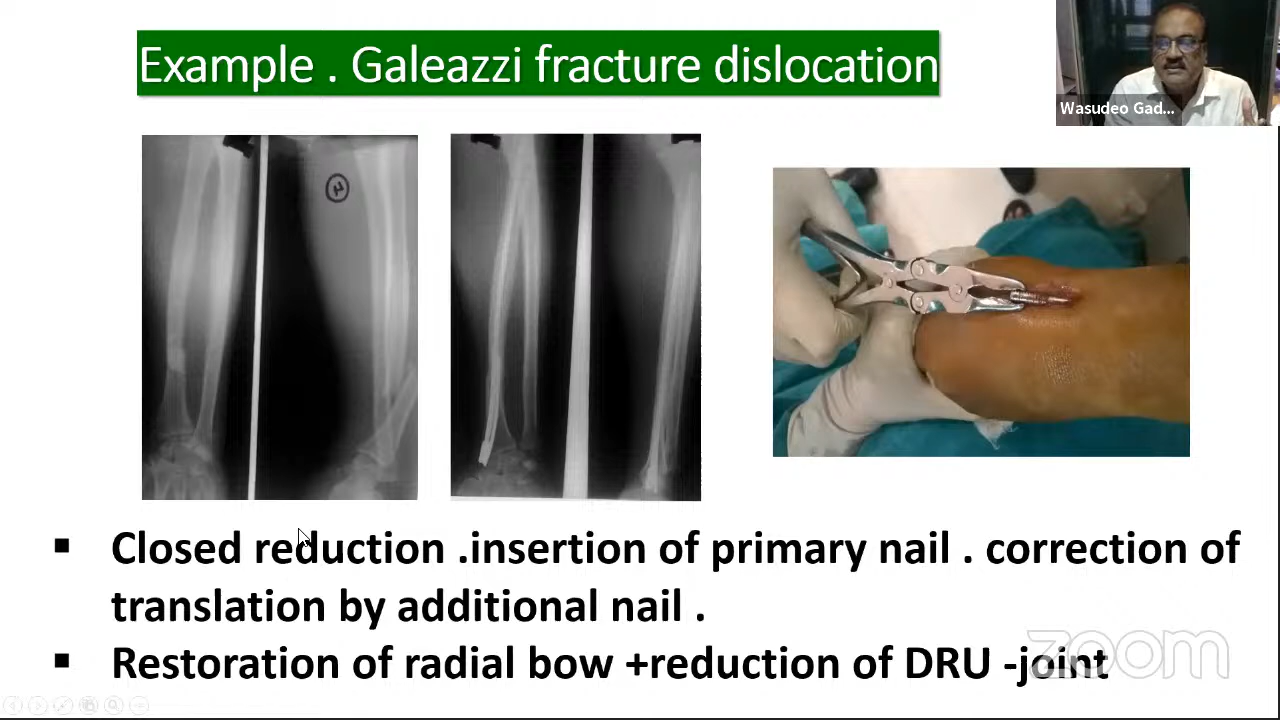 Example . Galeazzi fracture dislocation
Wasudeo Gad...
4
▪ Closed reduction .insertion of primary nail . correction of
translation by additional nail .
▪ Restoration of radial bow +reduction of DRU -joint
zoom